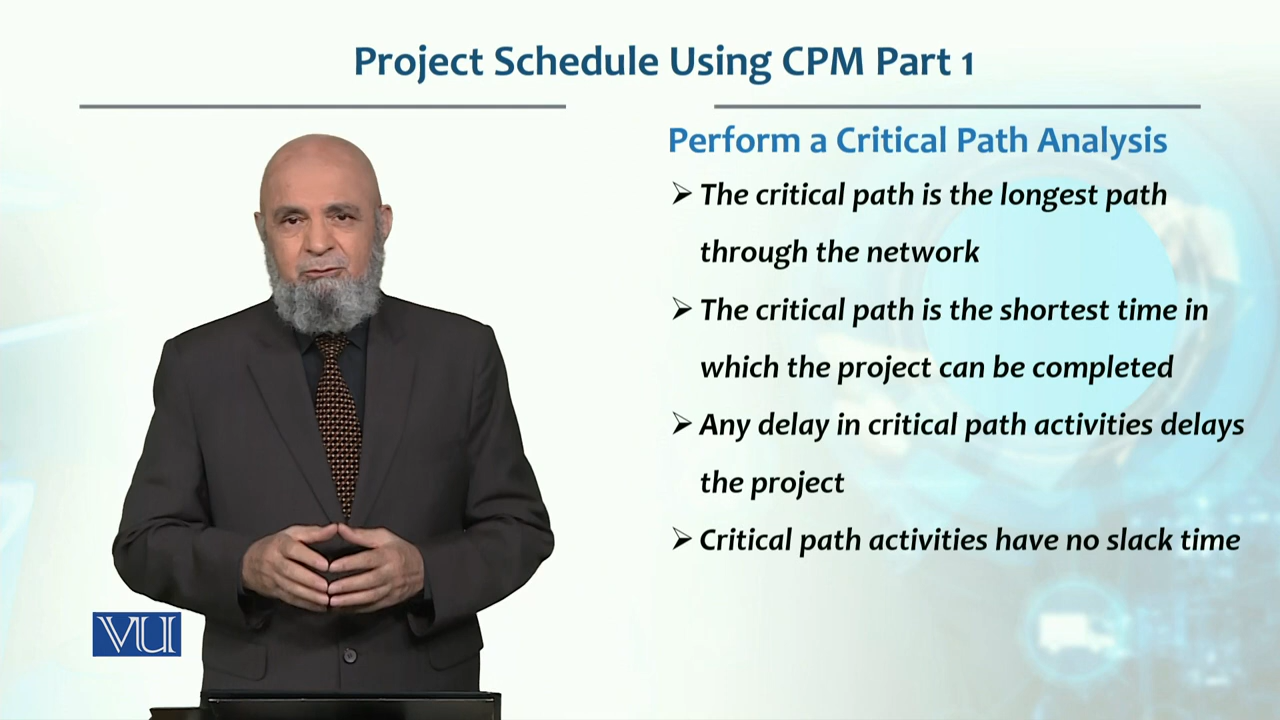 Project Schedule Using CPM Part 1
Perform a Critical Path Analysis
➢ The critical path is the longest path
through the network
➢ The critical path is the shortest time in
which the project can be completed
➢ Any delay in critical path activities delays
the project
➢ Critical path activities have no slack time
VU